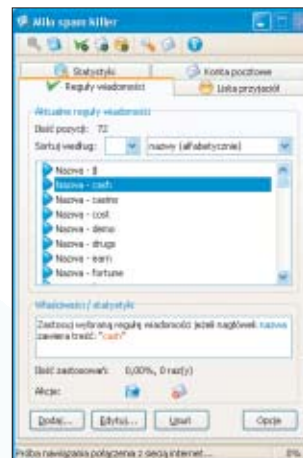 Allo spam killer
Statystyki
Konta pocztowe
Reguły wiadomości
Lista przyjaciół
Aktualne reguły wiadomości
Ilość pozycji: 72
Sortuj według:
nazwy (alfabetycznie)
Nazwa - $
Nazwa - cash
Nazwa - casino
Nazwa - cost
Nazwa - demo
Nazwa - drugs
Nazwa - earn
Nazwa - fortune
Właściwości / statystyki
Zastosuj wybraną regułę wiadomości jeżeli nagłówek nazwa
zawiera treść: "cash"
Ilość zastosowań: 0,00%, 0 raz(y)
Akcje:
Dodaj...
Edytuj...
Usuń
Opcje
Próba nawiązania połączenia z siecią internet...
0%